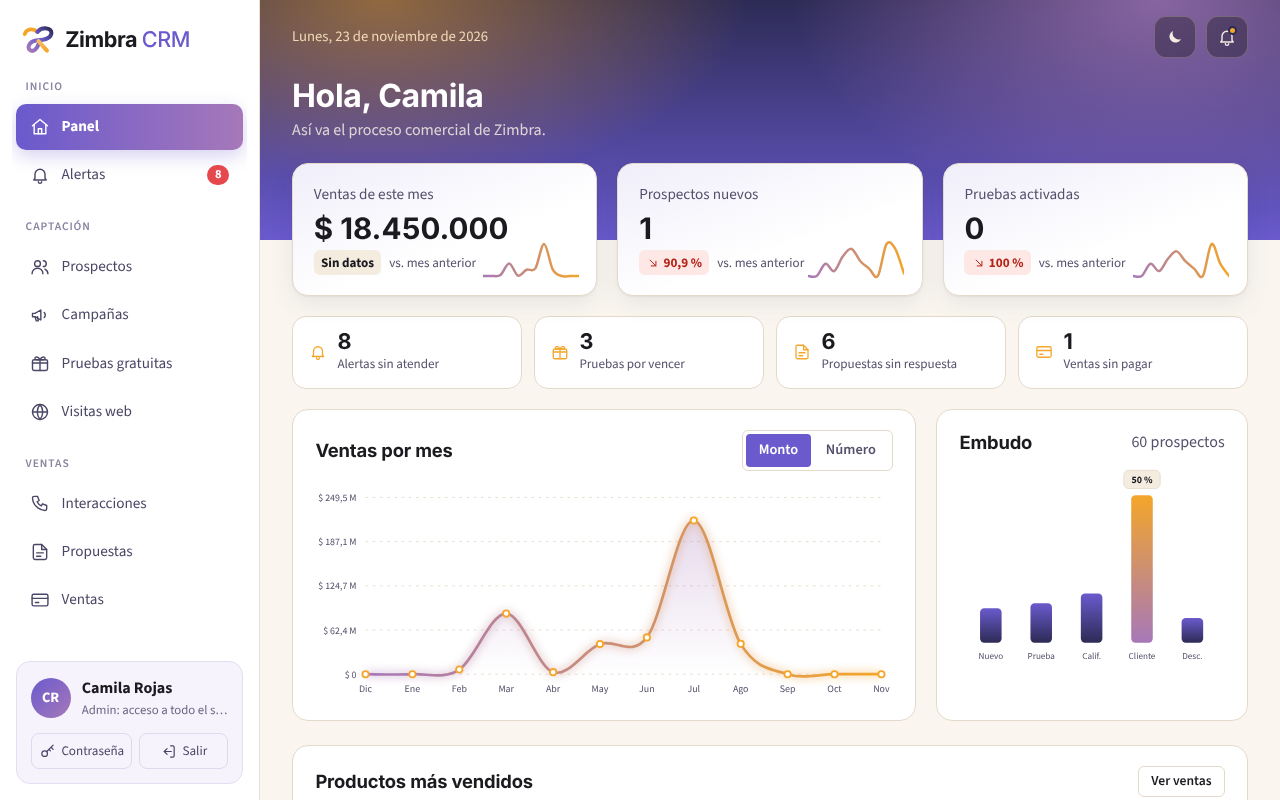 Zimbra CRM
INICIO
Panel
Alertas
8
CAPTACIÓN
Prospectos
Campañas
Pruebas gratuitas
Visitas web
VENTAS
Interacciones
Propuestas
Ventas
CR
Camila Rojas
Admin: acceso a todo el s…
Contraseña
Salir
Lunes, 23 de noviembre de 2026
Hola, Camila
Así va el proceso comercial de Zimbra.
Ventas de este mes
$ 18.450.000
Sin datos vs. mes anterior
Prospectos nuevos
1
↘ 90,9 % vs. mes anterior
Pruebas activadas
0
↘ 100 % vs. mes anterior
8
Alertas sin atender
3
Pruebas por vencer
6
Propuestas sin respuesta
1
Ventas sin pagar
Ventas por mes
Monto Número
$ 249,5 M
$ 187,1 M
$ 124,7 M
$ 62,4 M
$ 0
Dic Ene Feb Mar Abr May Jun Jul Ago Sep Oct Nov
Embudo
60 prospectos
50 %
Nuevo Prueba Calif. Cliente Desc.
Productos más vendidos
Ver ventas